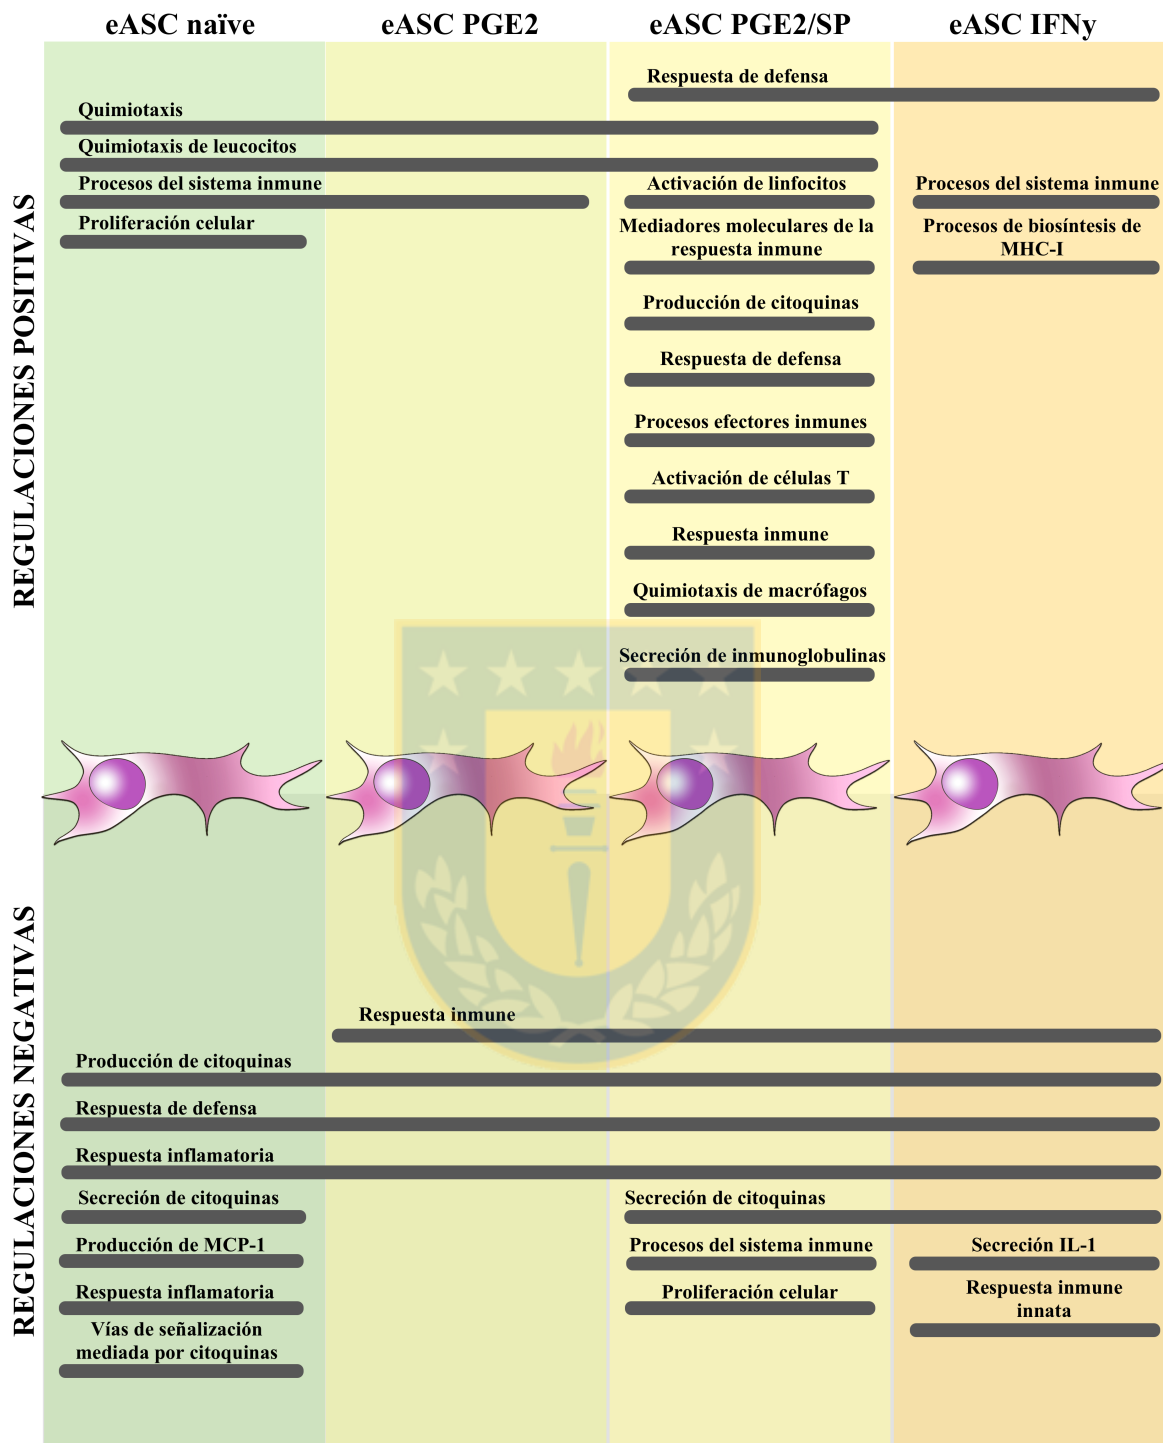 eASC naïve
eASC PGE2
eASC PGE2/SP
eASC IFNy
REGULACIONES POSITIVAS
Respuesta de defensa
Quimiotaxis
Quimiotaxis de leucocitos
Procesos del sistema inmune
Activación de linfocitos
Procesos del sistema inmune
Proliferación celular
Mediadores moleculares de la
respuesta inmune
Procesos de biosíntesis de
MHC-I
Producción de citoquinas
Respuesta de defensa
Procesos efectores inmunes
Activación de células T
Respuesta inmune
Quimiotaxis de macrófagos
Secreción de inmunoglobulinas
REGULACIONES NEGATIVAS
Respuesta inmune
Producción de citoquinas
Respuesta de defensa
Respuesta inflamatoria
Secreción de citoquinas
Secreción de citoquinas
Producción de MCP-1
Procesos del sistema inmune
Secreción IL-1
Respuesta inflamatoria
Proliferación celular
Respuesta inmune
innata
Vías de señalización
mediada por citoquinas